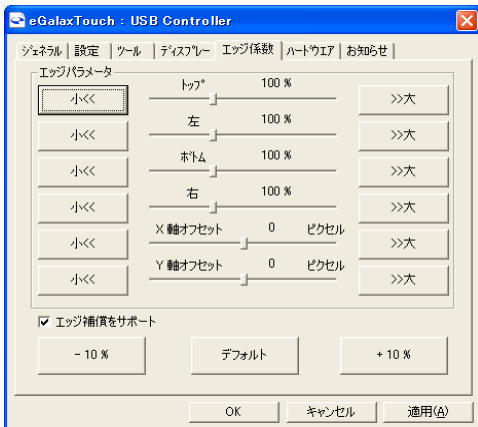 eGalaxTouch : USB Controller
ジェネラル 設定 ツール ディスプレー エッジ係数 ハードウエア お知らせ
エッジパラメータ
小<< トップ 100 % >>大
小<< 左 100 % >>大
小<< ボトム 100 % >>大
小<< 右 100 % >>大
小<< X 軸オフセット 0 ピクセル >>大
小<< Y 軸オフセット 0 ピクセル >>大
エッジ補償をサポート
- 10 % デフォルト + 10 %
OK キャンセル 適用(A)